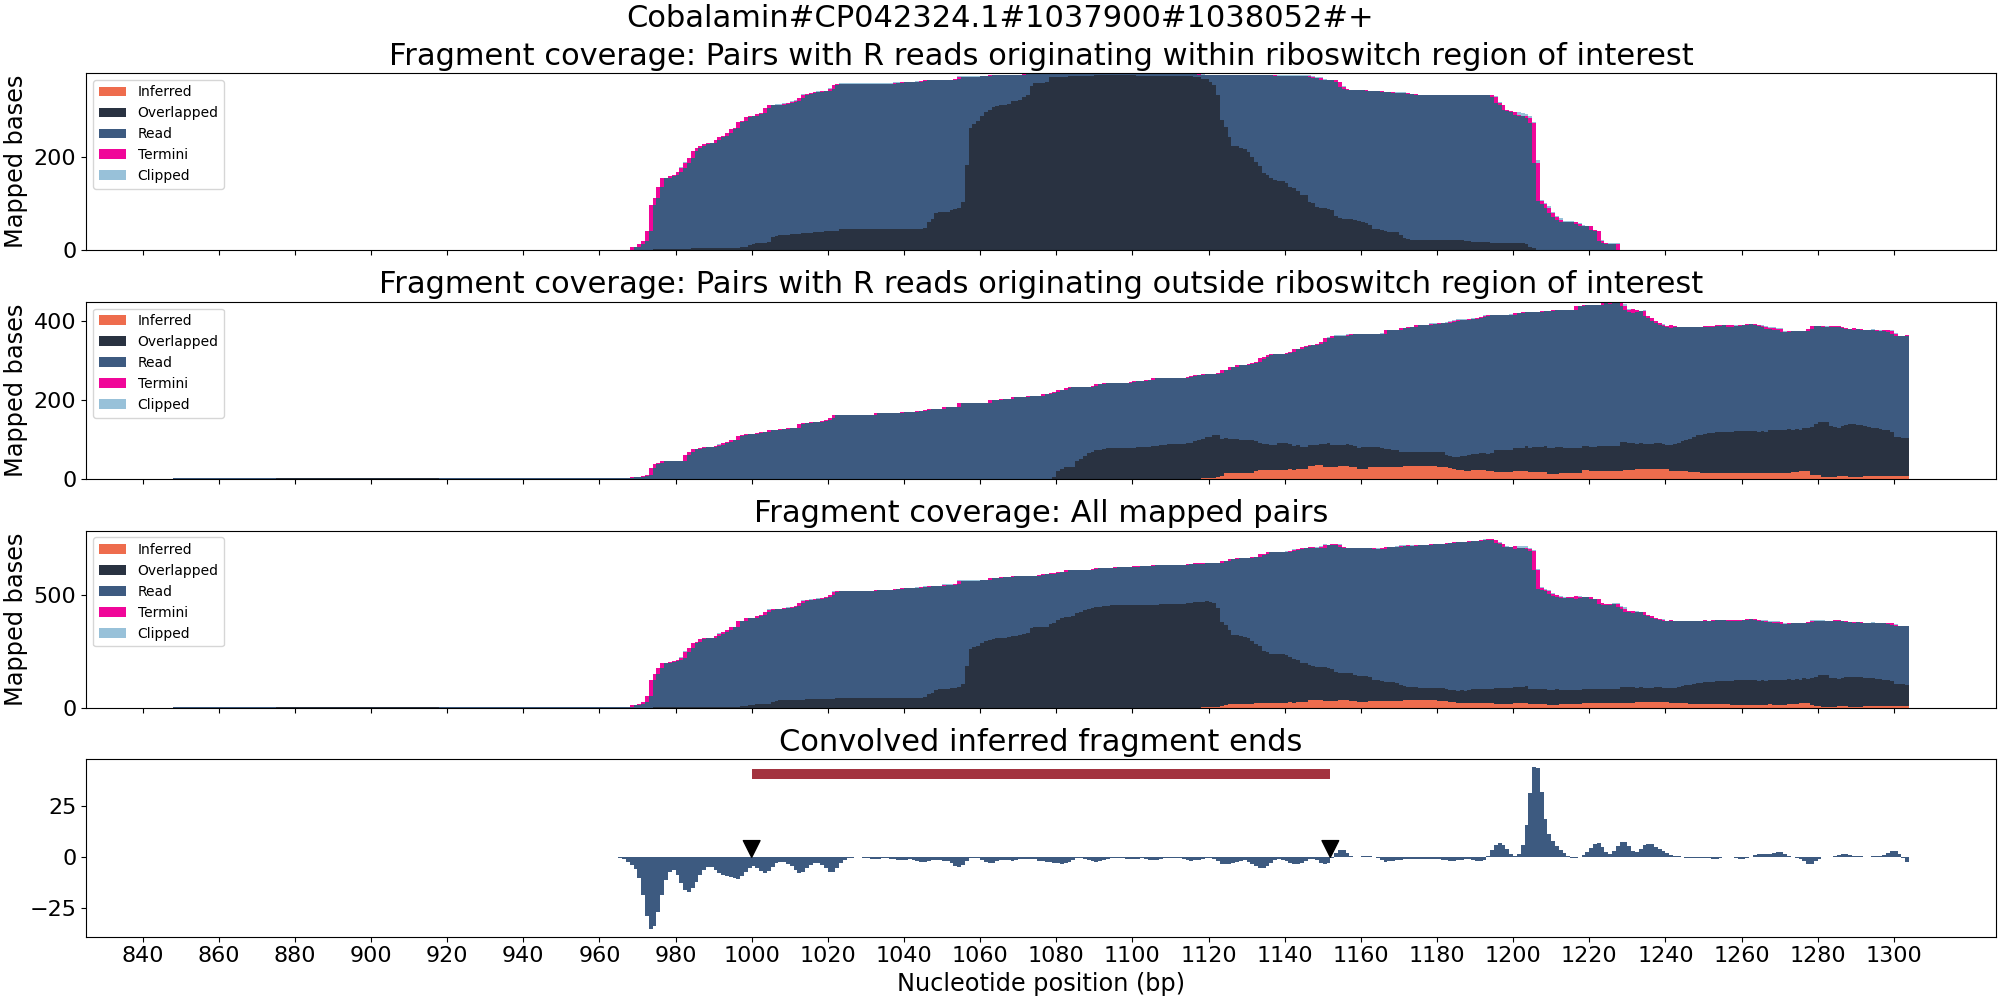 Cobalamin#CP042324.1#1037900#1038052#+
Fragment coverage: Pairs with R reads originating within riboswitch region of interest
Mapped bases
200
0
Inferred
Overlapped
Read
Termini
Clipped
Fragment coverage: Pairs with R reads originating outside riboswitch region of interest
Mapped bases
400
200
0
Inferred
Overlapped
Read
Termini
Clipped
Fragment coverage: All mapped pairs
Mapped bases
500
0
Inferred
Overlapped
Read
Termini
Clipped
Convolved inferred fragment ends
25
0
−25
840 860 880 900 920 940 960 980 1000 1020 1040 1060 1080 1100 1120 1140 1160 1180 1200 1220 1240 1260 1280 1300
Nucleotide position (bp)